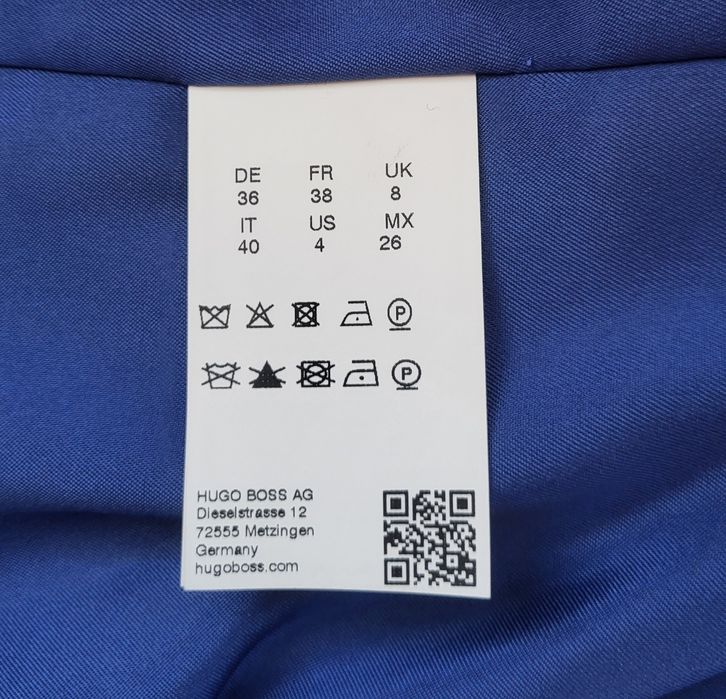 DE FR UK
36 38 8
IT US MX
40 4 26
P
P
HUGO BOSS AG
Dieselstrasse 12
72555 Metzingen
Germany
hugoboss.com